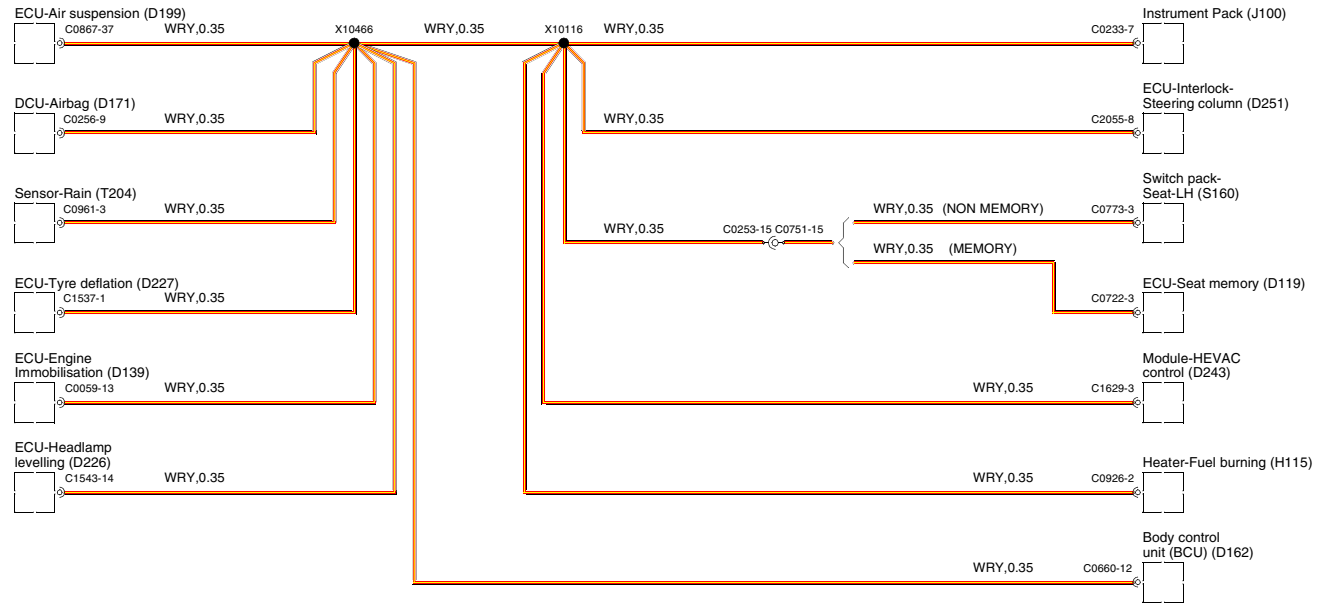 ECU-Air suspension (D199)
C0867-37
WRY,0.35
X10466
WRY,0.35
X10116
WRY,0.35
C0233-7
Instrument Pack (J100)
DCU-Airbag (D171)
C0256-9
WRY,0.35
WRY,0.35
C2055-8
ECU-Interlock-
Steering column (D251)
Sensor-Rain (T204)
C0961-3
WRY,0.35
WRY,0.35
C0253-15 C0751-15
WRY,0.35 (NON MEMORY)
C0773-3
Switch pack-
Seat-LH (S160)
WRY,0.35 (MEMORY)
ECU-Tyre deflation (D227)
C1537-1
WRY,0.35
C0722-3
ECU-Seat memory (D119)
ECU-Engine
Immobilisation (D139)
C0059-13
WRY,0.35
WRY,0.35
C1629-3
Module-HEVAC
control (D243)
ECU-Headlamp
levelling (D226)
C1543-14
WRY,0.35
WRY,0.35
C0926-2
Heater-Fuel burning (H115)
WRY,0.35
C0660-12
Body control
unit (BCU) (D162)